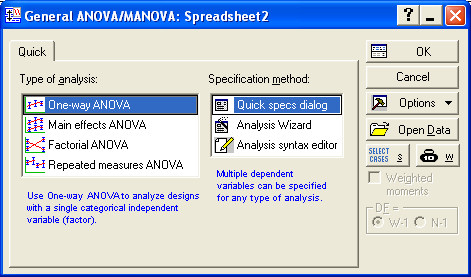 General ANOVA/MANOVA: Spreadsheet2
?
Quick
Type of analysis:
One-way ANOVA
Main effects ANOVA
Factorial ANOVA
Repeated measures ANOVA
Use One-way ANOVA to analyze designs
with a single categorical independent
variable (factor).
Specification method:
Quick specs dialog
Analysis Wizard
Analysis syntax editor
Multiple dependent
variables can be specified
for any type of analysis.
OK
Cancel
Options
Open Data
SELECT
CASES S
W
Weighted
moments
DF =
W-1 N-1